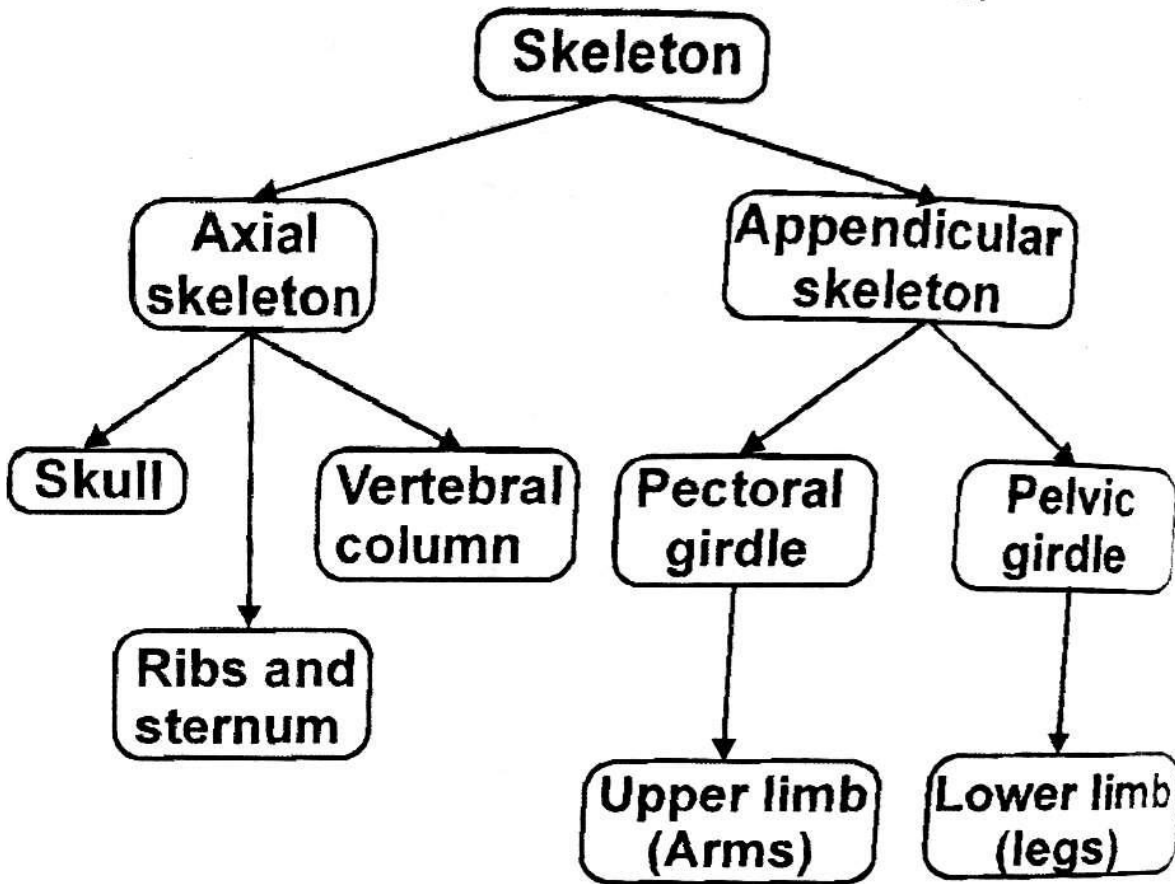 Skeleton
Axial
skeleton
Appendicular
skeleton
Skull
Vertebral
column
Pectoral
girdle
Pelvic
girdle
Ribs and
sternum
Upper limb
(Arms)
Lower limb
(legs)